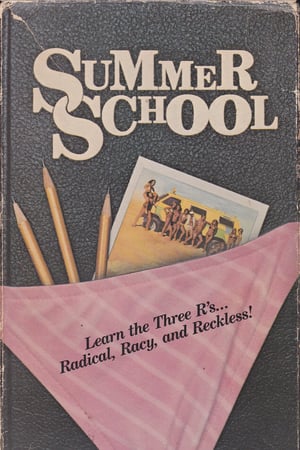 SUMMER
SCHOOL
Learn the Three R's...
Radical, Racy, and Reckless!